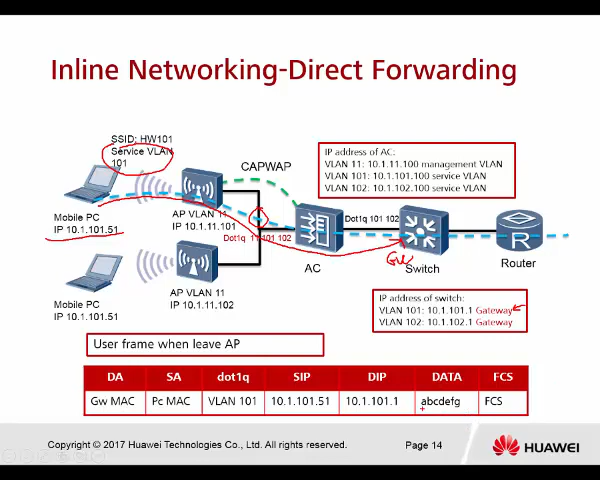 Inline Networking-Direct Forwarding
SSID: HW101
Service VLAN
101
CAPWAP
IP address of AC:
VLAN 11: 10.1.11.100 management VLAN
VLAN 101: 10.1.101.100 service VLAN
VLAN 102: 10.1.102.100 service VLAN
Mobile PC
IP 10.1.101.51
AP VLAN 11
IP 10.1.11.101
Dot1q 11 101 102
Dot1q 101 102
AC
GW
Switch
Router
Mobile PC
IP 10.1.101.51
AP VLAN 11
IP 10.1.11.102
IP address of switch:
VLAN 101: 10.1.101.1 Gateway
VLAN 102: 10.1.102.1 Gateway
User frame when leave AP
DA SA dot1q SIP DIP DATA FCS
Gw MAC Pc MAC VLAN 101 10.1.101.51 10.1.101.1 abcdefg FCS
Copyright © 2017 Huawei Technologies Co., Ltd. All rights reserved. Page 14 HUAWEI
R